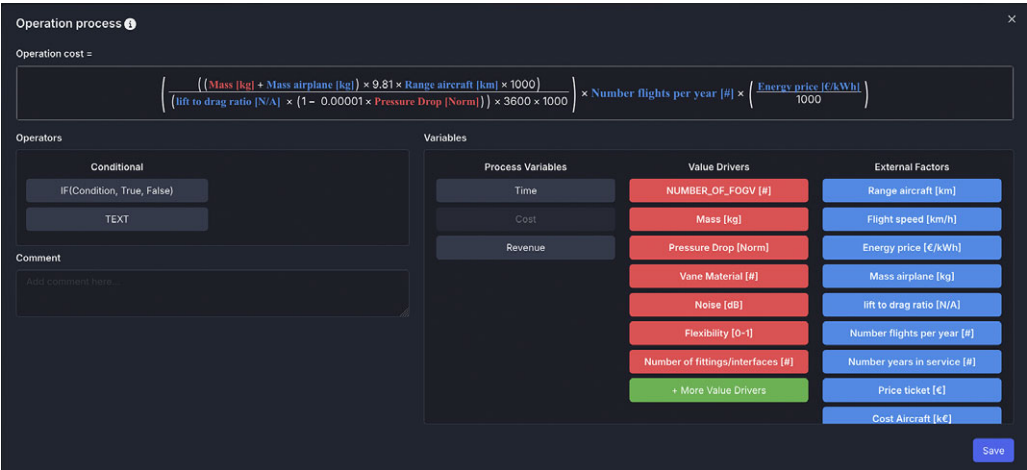 Operation process
Operation cost =
( ((Mass [kg] + Mass airplane [kg]) × 9.81 × Range aircraft [km] × 1000)
(lift to drag ratio [N/A] × (1 − 0.00001 × Pressure Drop [Norm])) × 3600 × 1000 ) × Number flights per year [#] × ( Energy price [€/kWh]
1000 )
Operators
Variables
Conditional
IF(Condition, True, False)
TEXT
Comment
Add comment here...
Process Variables
Time
Cost
Revenue
Value Drivers
NUMBER_OF_FOGV [#]
Mass [kg]
Pressure Drop [Norm]
Vane Material [#]
Noise [dB]
Flexibility [0-1]
Number of fittings/interfaces [#]
+ More Value Drivers
External Factors
Range aircraft [km]
Flight speed [km/h]
Energy price [€/kWh]
Mass airplane [kg]
lift to drag ratio [N/A]
Number flights per year [#]
Number years in service [#]
Price ticket [€]
Cost Aircraft [k€]
Save